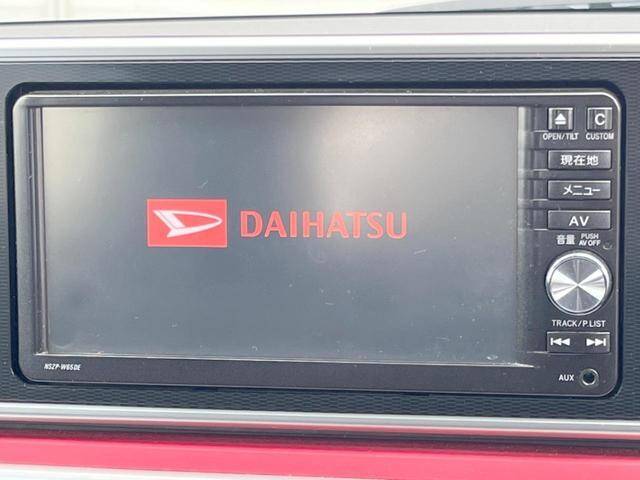 OPEN/TILT
C
CUSTOM
現在地
メニュー
AV
音量 PUSH AV OFF
DAIHATSU
TRACK/P.LIST
NSZP-W65DE
AUX